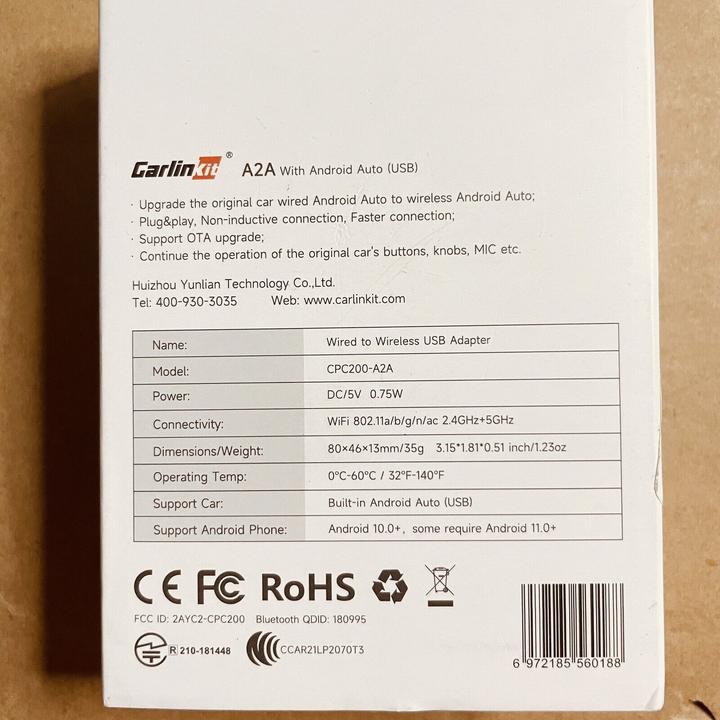 Carlinkit® A2A With Android Auto (USB)
· Upgrade the original car wired Android Auto to wireless Android Auto;
· Plug&play, Non-inductive connection, Faster connection;
· Support OTA upgrade;
· Continue the operation of the original car's buttons, knobs, MIC etc.
Huizhou Yunlian Technology Co.,Ltd.
Tel: 400-930-3035 Web: www.carlinkit.com
Name: Wired to Wireless USB Adapter
Model: CPC200-A2A
Power: DC/5V 0.75W
Connectivity: WiFi 802.11a/b/g/n/ac 2.4GHz+5GHz
Dimensions/Weight: 80×46×13mm/35g 3.15*1.81*0.51 inch/1.23oz
Operating Temp: 0°C-60°C / 32°F-140°F
Support Car: Built-in Android Auto (USB)
Support Android Phone: Android 10.0+, some require Android 11.0+
CE FC RoHS
FCC ID: 2AYC2-CPC200 Bluetooth QDID: 180995
R 210-181448 CCAR21LP2070T3
6 972185 560188